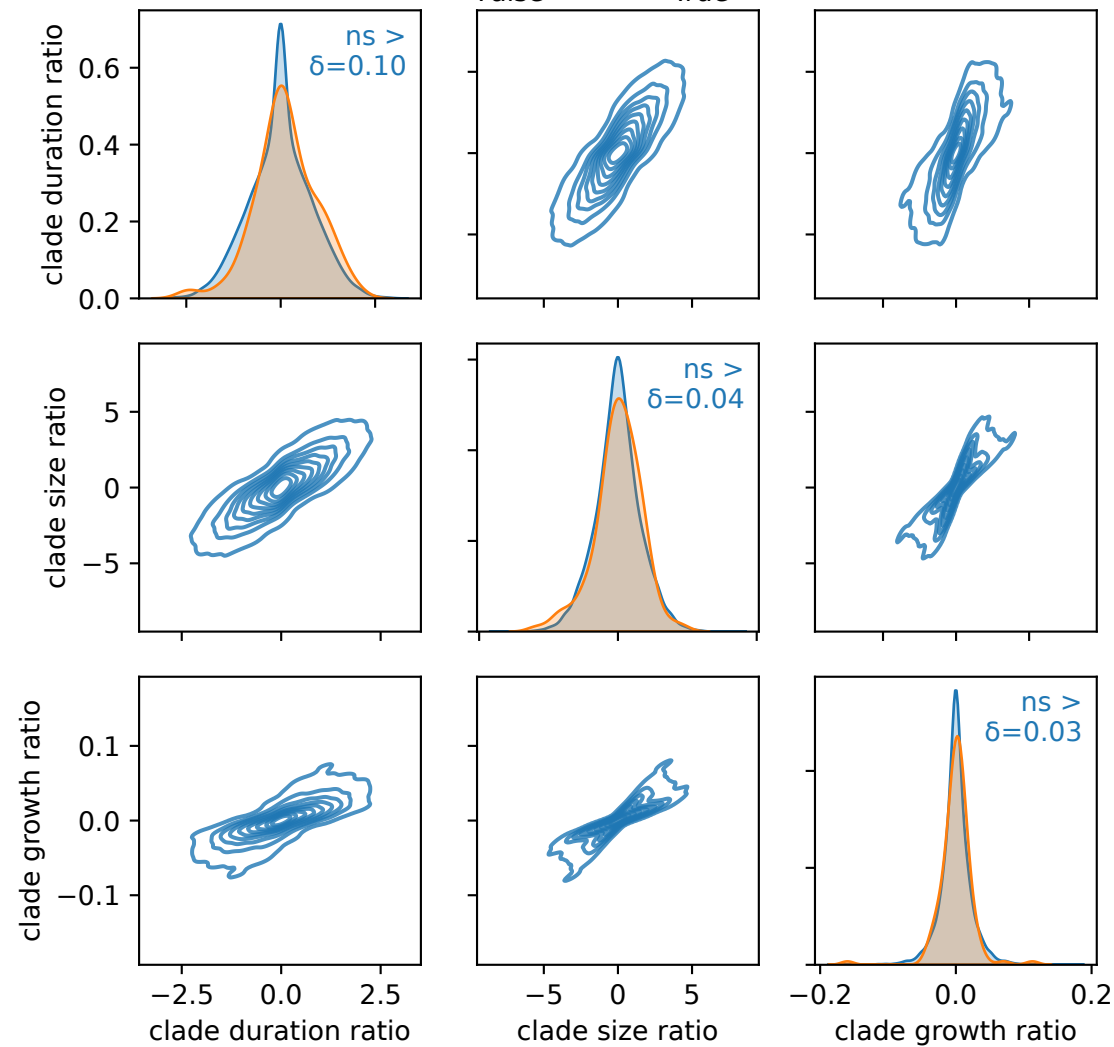 clade duration ratio
0.6
0.4
0.2
0.0
ns >
δ=0.10
clade size ratio
5
0
−5
ns >
δ=0.04
clade growth ratio
0.1
0.0
−0.1
ns >
δ=0.03
−2.5 0.0 2.5
−5 0 5
−0.2 0.0 0.2
clade duration ratio
clade size ratio
clade growth ratio